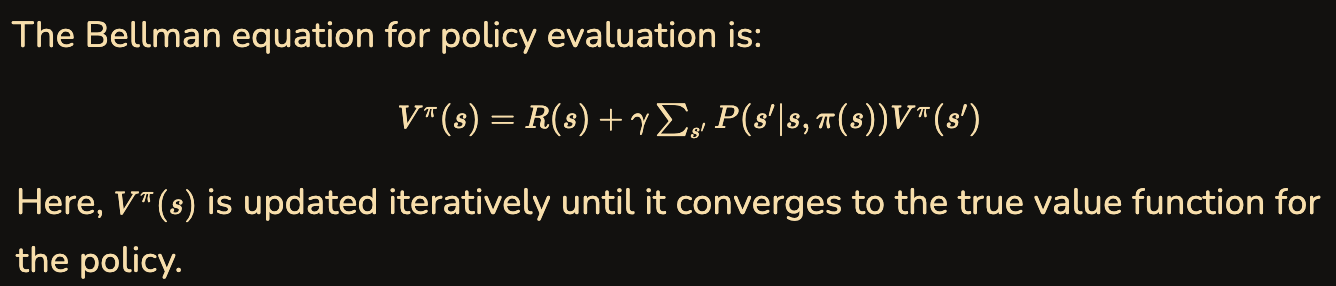 The Bellman equation for policy evaluation is:
V^π(s) = R(s) + γ ∑_{s'} P(s'|s, π(s))V^π(s')
Here, V^π(s) is updated iteratively until it converges to the true value function for
the policy.